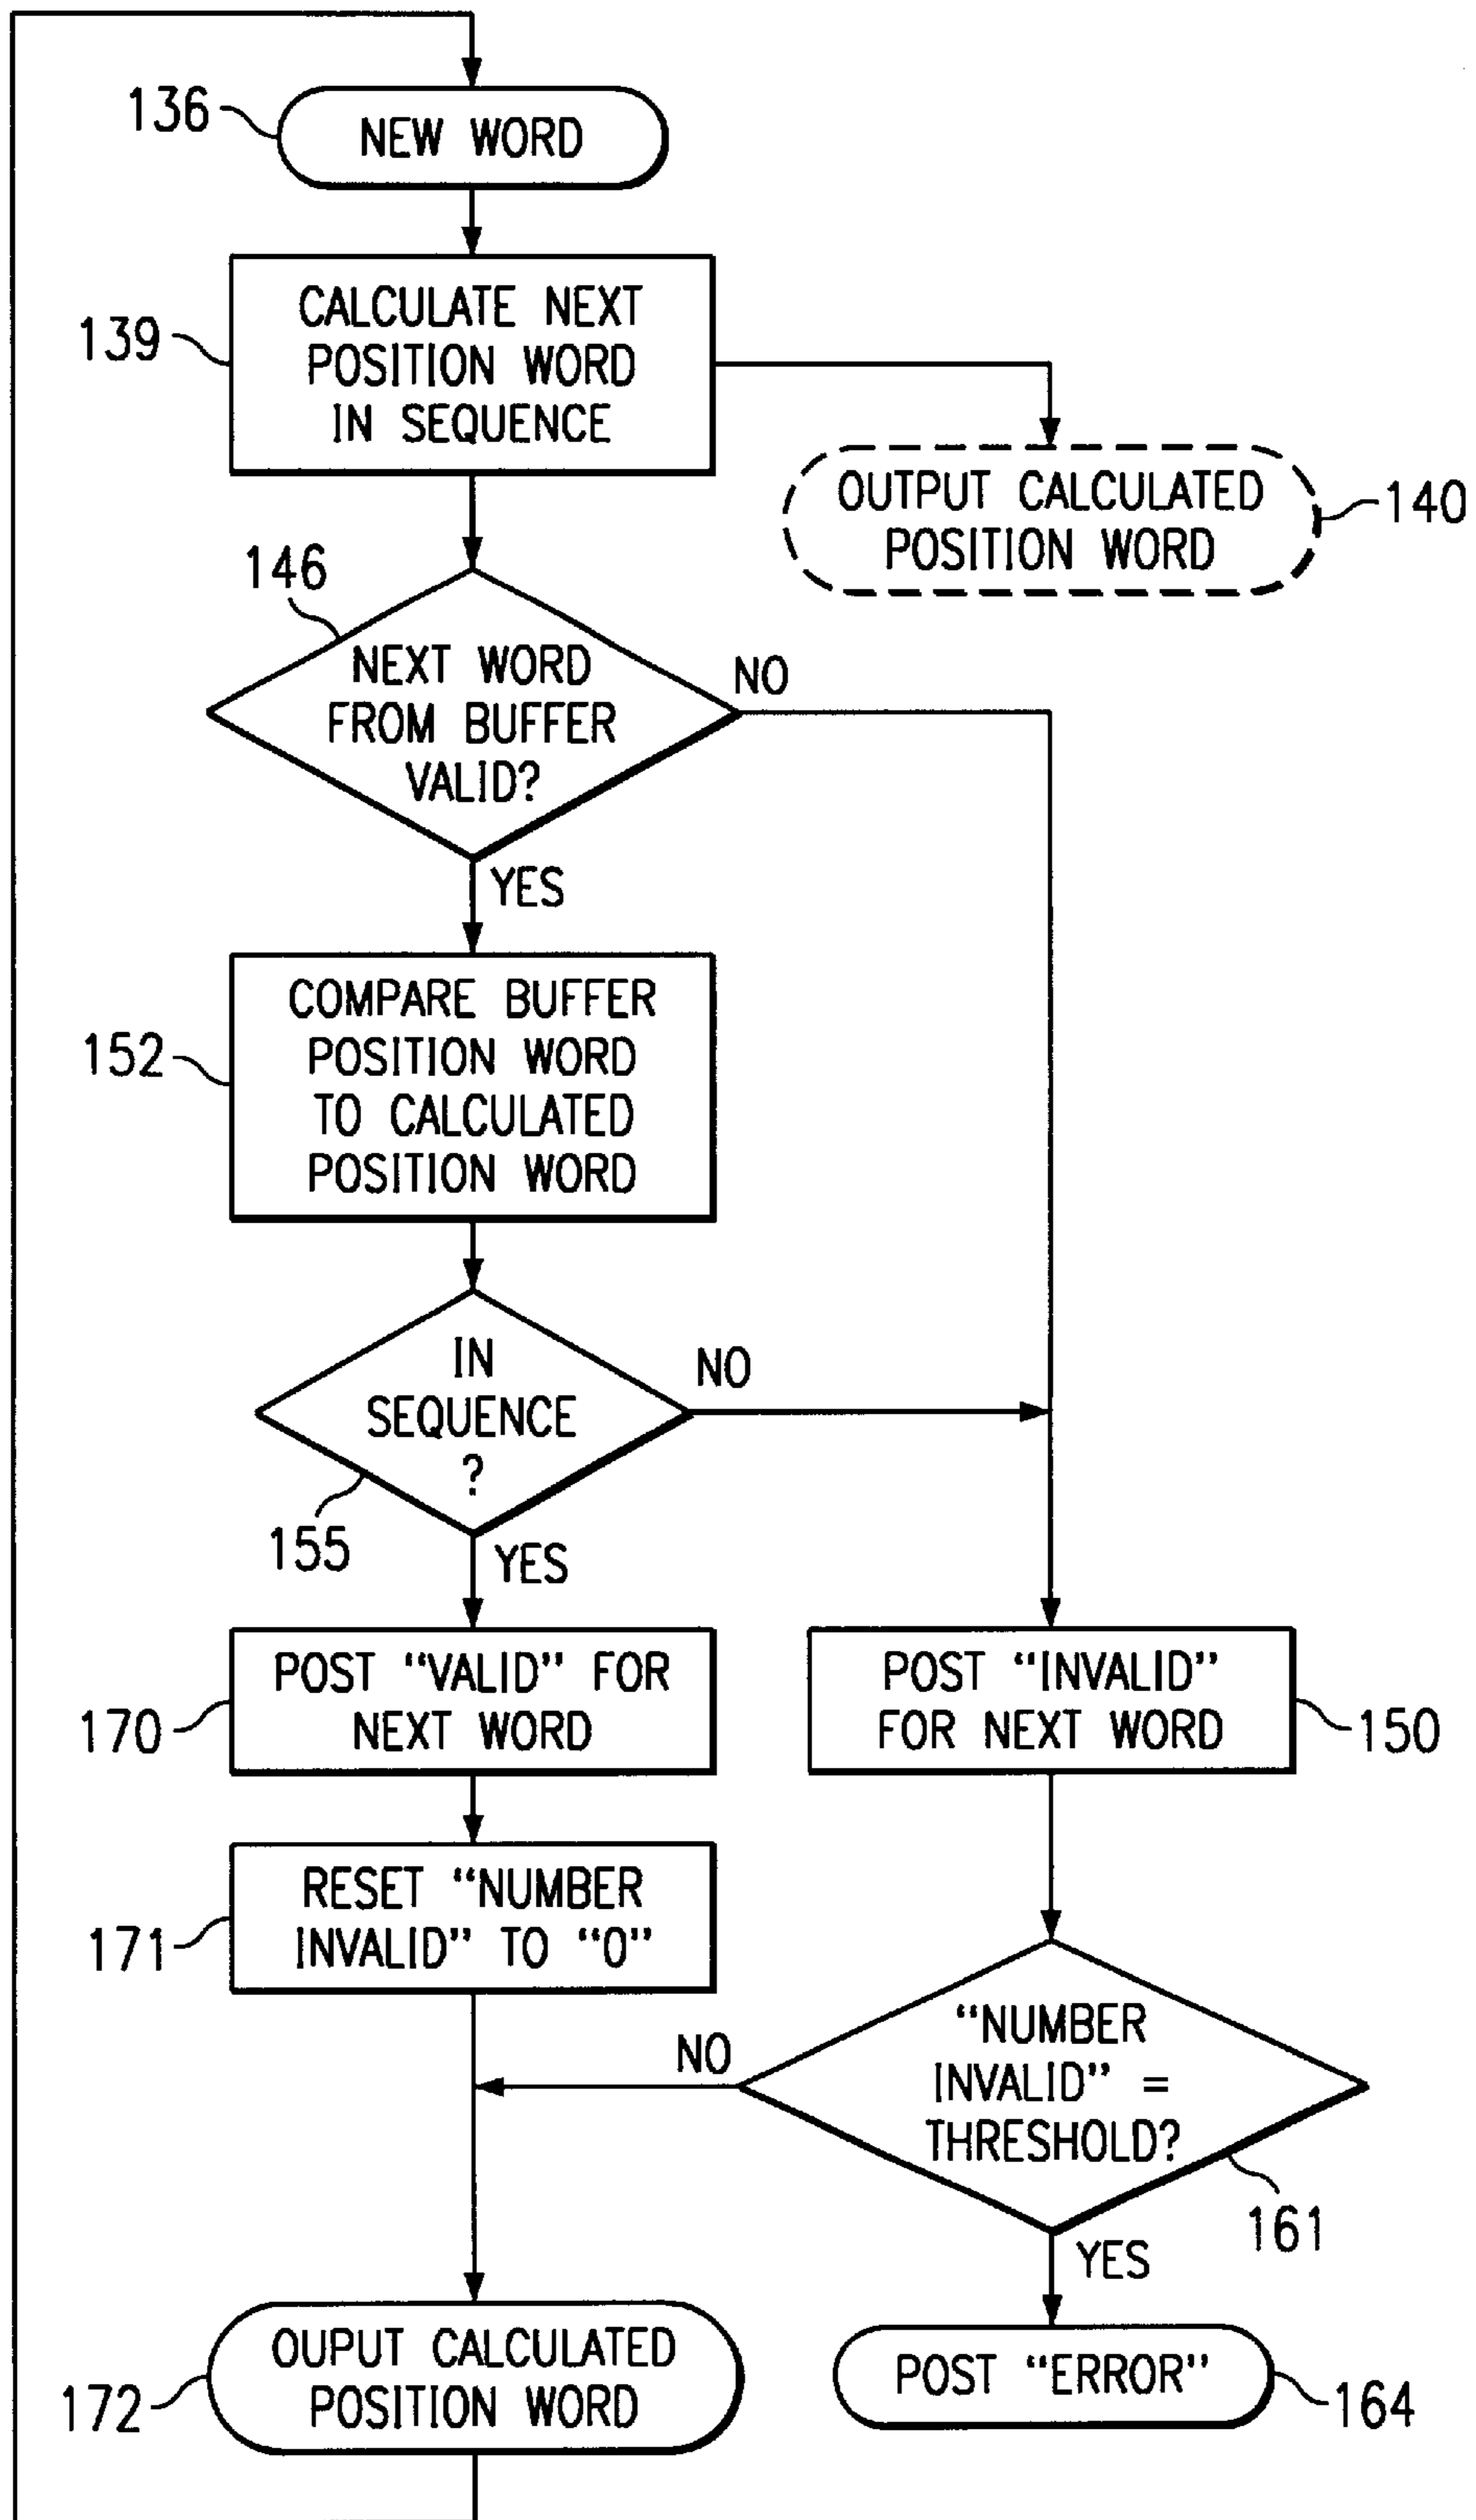 136
NEW WORD
139
CALCULATE NEXT
POSITION WORD
IN SEQUENCE
OUTPUT CALCULATED
POSITION WORD
140
146
NEXT WORD
FROM BUFFER
VALID?
NO
YES
152
COMPARE BUFFER
POSITION WORD
TO CALCULATED
POSITION WORD
IN
SEQUENCE
?
NO
155
YES
170
POST “VALID” FOR
NEXT WORD
POST “INVALID”
FOR NEXT WORD
150
171
RESET “NUMBER
INVALID” TO “0”
NO
“NUMBER
INVALID” =
THRESHOLD?
161
YES
172
OUPUT CALCULATED
POSITION WORD
POST “ERROR”
164